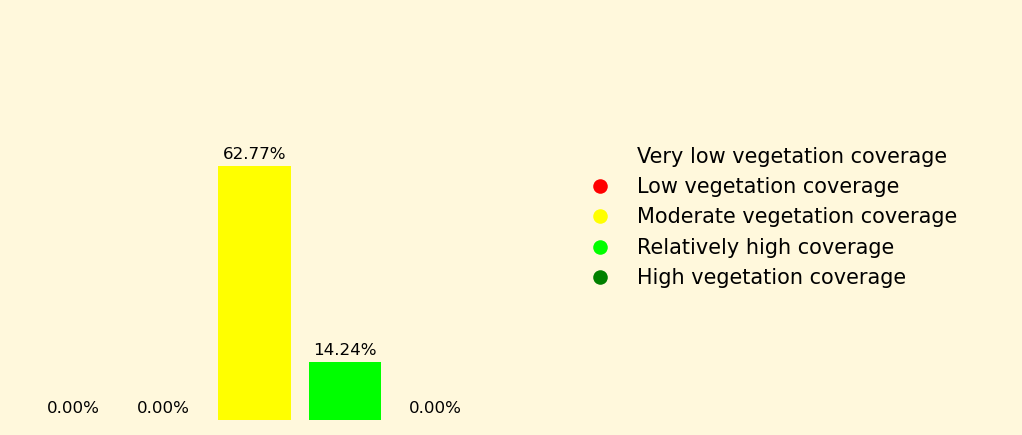 62.77%
14.24%
0.00%
0.00%
0.00%
Very low vegetation coverage
Low vegetation coverage
Moderate vegetation coverage
Relatively high coverage
High vegetation coverage